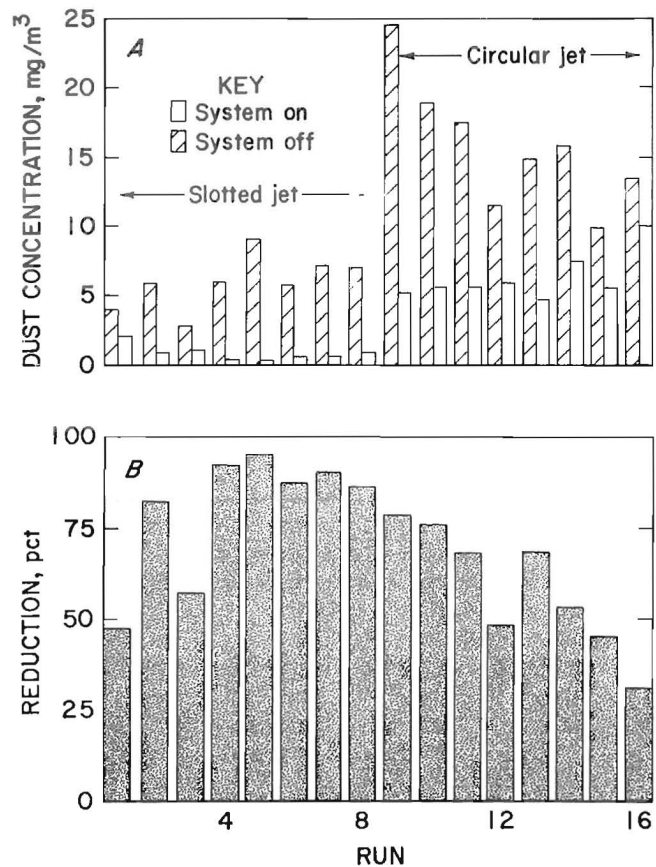 A
DUST CONCENTRATION, mg/m³
25
20
15
10
5
0
KEY
System on
System off
Slotted jet
Circular jet
B
REDUCTION, pct
100
75
50
25
0
4 8 12 16
RUN